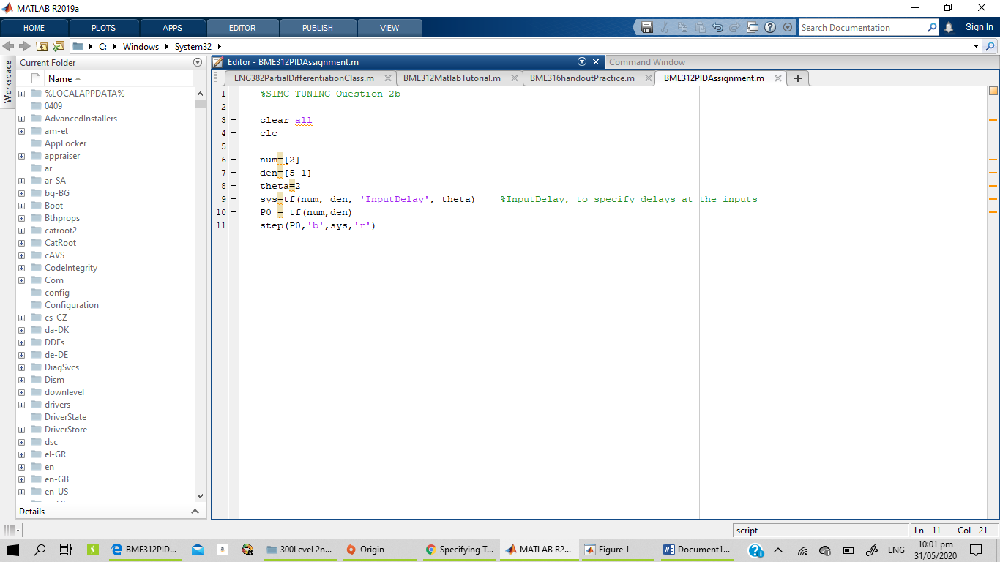 MATLAB R2019a
HOME PLOTS APPS EDITOR PUBLISH VIEW Search Documentation Sign In
C: Windows System32
Workspace
Current Folder
Name
%LOCALAPPDATA%
0409
AdvancedInstallers
am-et
AppLocker
appraiser
ar
ar-SA
bg-BG
Boot
Bthprops
catroot2
CatRoot
cAVS
CodeIntegrity
Com
config
Configuration
cs-CZ
da-DK
DDFs
de-DE
DiagSvcs
Dism
downlevel
drivers
DriverState
DriverStore
dsc
el-GR
en
en-GB
en-US
Details
Editor - BME312PIDAssignment.m
Command Window
ENG382PartialDifferentiationClass.m BME312MatlabTutorial.m BME316handoutPractice.m BME312PIDAssignment.m
1 %SIMC TUNING Question 2b
2
3 clear all
4 clc
5
6 num=[2]
7 den=[5 1]
8 theta=2
9 sys=tf(num, den, 'InputDelay', theta) %InputDelay, to specify delays at the inputs
10 P0 = tf(num,den)
11 step(P0,'b',sys,'r')
script Ln 11 Col 21
BME312PID... a 300Level 2n... Origin Specifying T... MATLAB R2... Figure 1 Document1... ENG
10:01 pm
31/05/2020